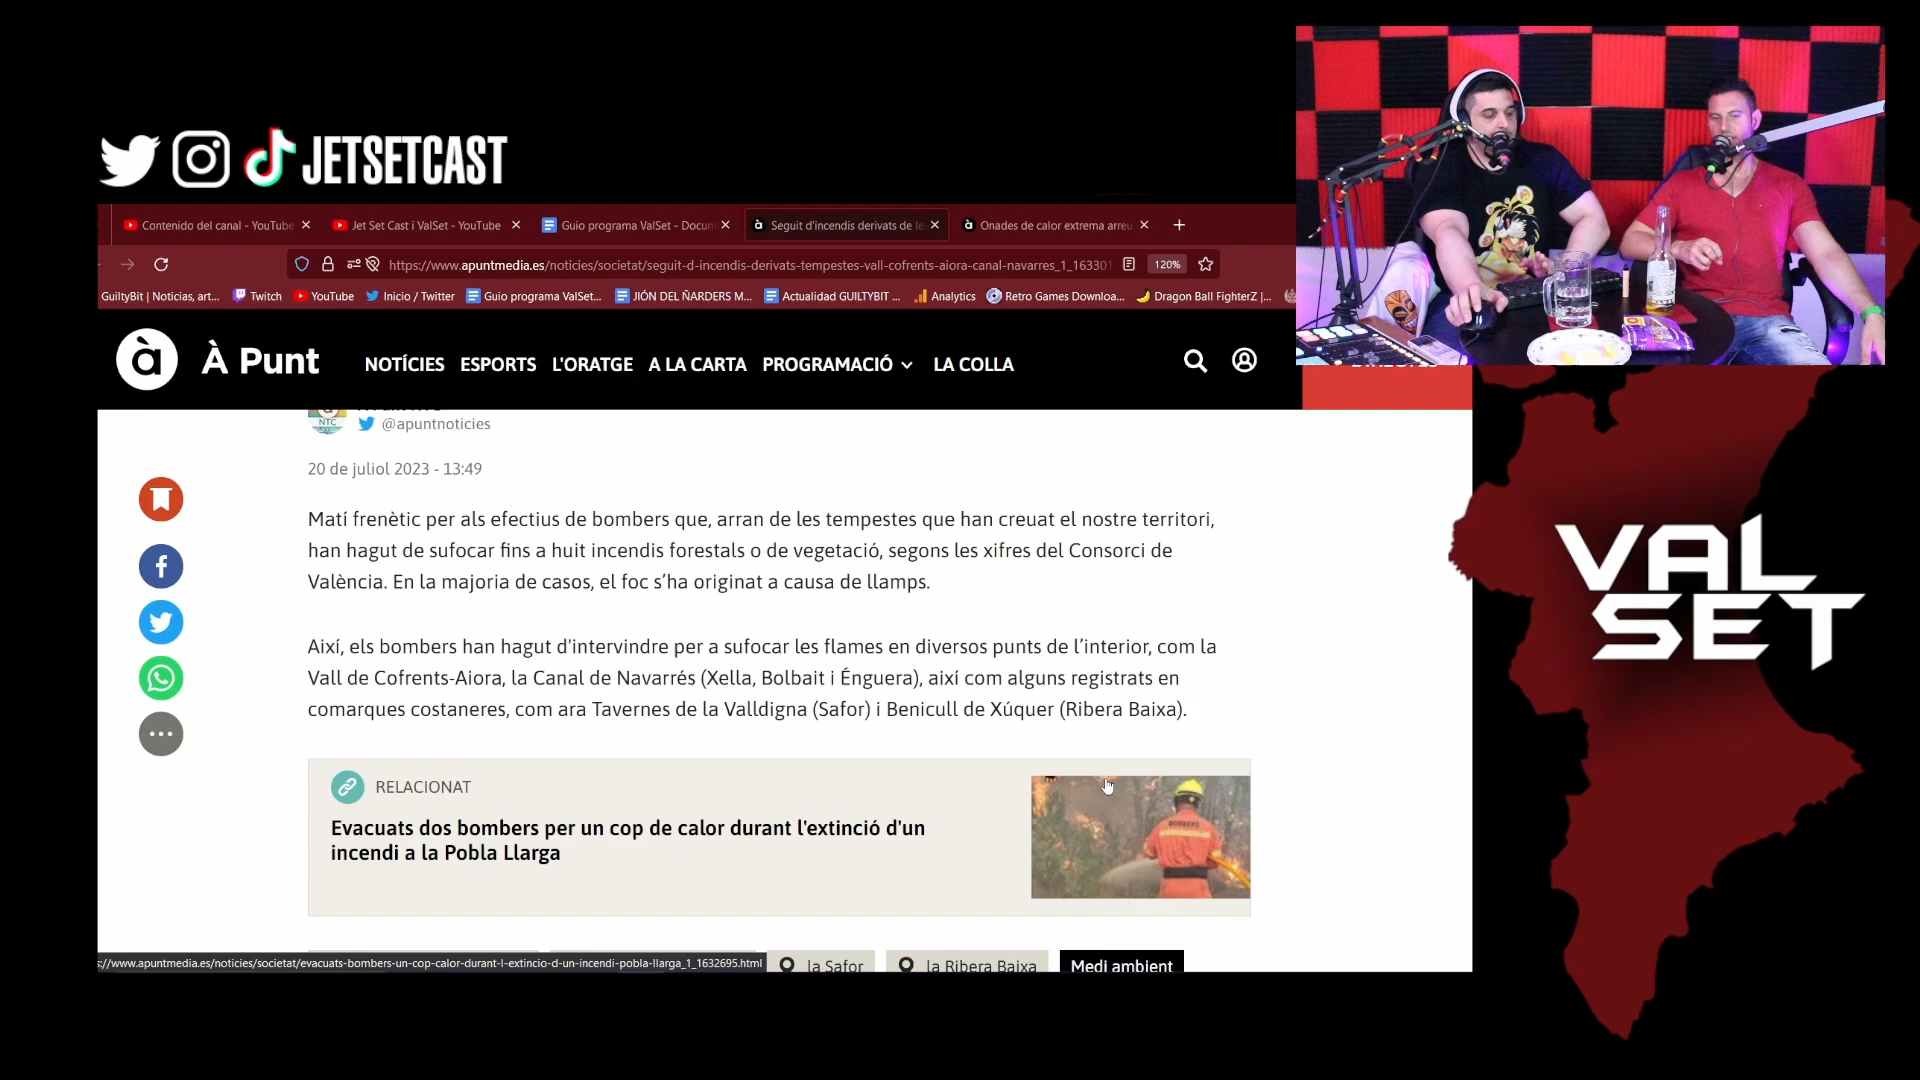 JETSETCAST
Contenido del canal - YouTube
Jet Set Cast i ValSet - YouTube
Guio programa ValSet - Docum
Seguit d'incendis derivats de le
Onades de calor extrema arreu
https://www.apuntmedia.es/noticies/societat/seguit-d-incendis-derivats-tempestes-vall-cofrents-aiora-canal-navarres_1_163301
120%
GuiltyBit | Noticias, art...
Twitch
YouTube
Inicio / Twitter
Guio programa ValSet...
JIÓN DEL ÑARDERS M...
Actualidad GUILTYBIT ...
Analytics
Retro Games Downloa...
Dragon Ball FighterZ |...
à À Punt
NOTÍCIES ESPORTS L'ORATGE A LA CARTA PROGRAMACIÓ LA COLLA
NTC
@apuntnoticies
20 de juliol 2023 - 13:49
Matí frenètic per als efectius de bombers que, arran de les tempestes que han creuat el nostre territori,
han hagut de sufocar fins a huit incendis forestals o de vegetació, segons les xifres del Consorci de
València. En la majoria de casos, el foc s’ha originat a causa de llamps.
Així, els bombers han hagut d'intervindre per a sufocar les flames en diversos punts de l’interior, com la
Vall de Cofrents-Aiora, la Canal de Navarrés (Xella, Bolbait i Énguera), així com alguns registrats en
comarques costaneres, com ara Tavernes de la Valldigna (Safor) i Benicull de Xúquer (Ribera Baixa).
RELACIONAT
Evacuats dos bombers per un cop de calor durant l'extinció d'un
incendi a la Pobla Llarga
BOMBERS
s://www.apuntmedia.es/noticies/societat/evacuats-bombers-un-cop-calor-durant-l-extincio-d-un-incendi-pobla-llarga_1_1632695.html
la Safor
la Ribera Baixa
Medi ambient
VAL
SET